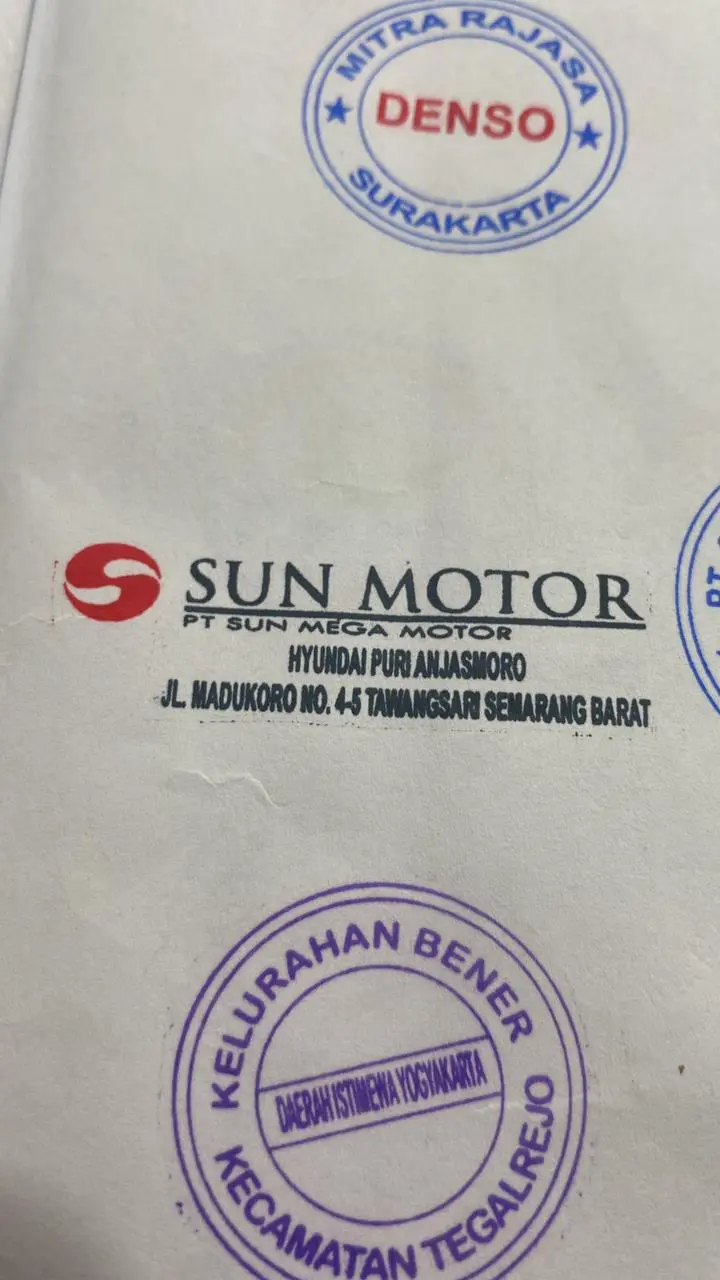 MITRA RAJASA
DENSO
SURAKARTA
SUN MOTOR
PT SUN MEGA MOTOR
HYUNDAI PURI ANJASMORO
JL. MADUKORO NO. 4-5 TAWANGSARI SEMARANG BARAT
PT
KELURAHAN BENER
DAERAH ISTIMEWA YOGYAKARTA
KECAMATAN TEGALREJO